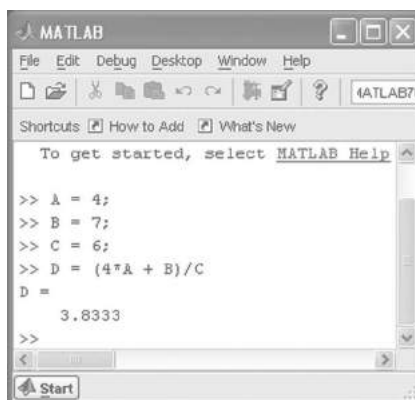 MATLAB
File Edit Debug Desktop Window Help
Shortcuts How to Add What's New
To get started, select MATLAB Help
>> A = 4;
>> B = 7;
>> C = 6;
>> D = (4*A + B)/C
D =
3.8333
>>
Start